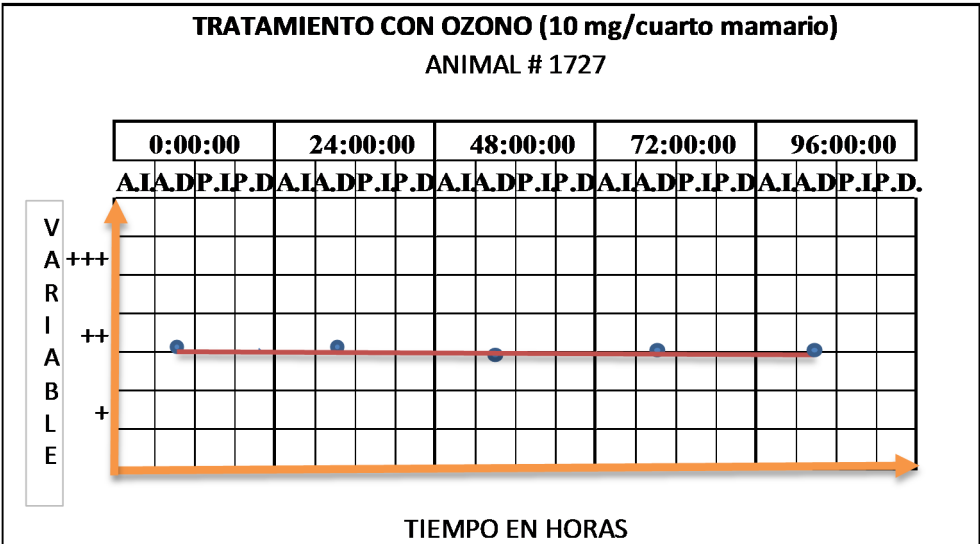 TRATAMIENTO CON OZONO (10 mg/cuarto mamario)
ANIMAL # 1727
0:00:00 24:00:00 48:00:00 72:00:00 96:00:00
A.I.A.D P.I.P.D A.I.A.D P.I.P.D A.I.A.D P.I.P.D A.I.A.D P.I.P.D A.I.A.D P.I.P.D.
VARIABLE
+++
++
+
TIEMPO EN HORAS